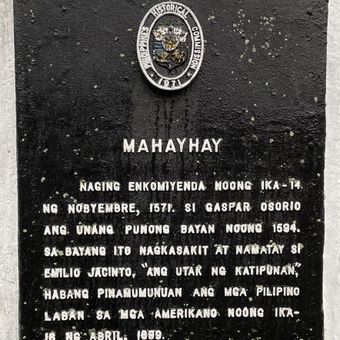 PHILIPPINES HISTORICAL COMMISSION
1971
MAHAYHAY
NAGING ENKOMIYENDA NOONG IKA-14
NG NOBYEMBRE, 1571. SI GASPAR OSORIO
ANG UNANG PUNONG BAYAN NOONG 1594.
SA BAYANG ITO NAGKASAKIT AT NAMATAY SI
EMILIO JACINTO, "ANG UTAK NG KATIPUNAN,"
HABANG PINAMUMUNUAN ANG MGA PILIPINO
LABAN SA MGA AMERIKANO NOONG IKA-
16 NG ABRIL, 1899.